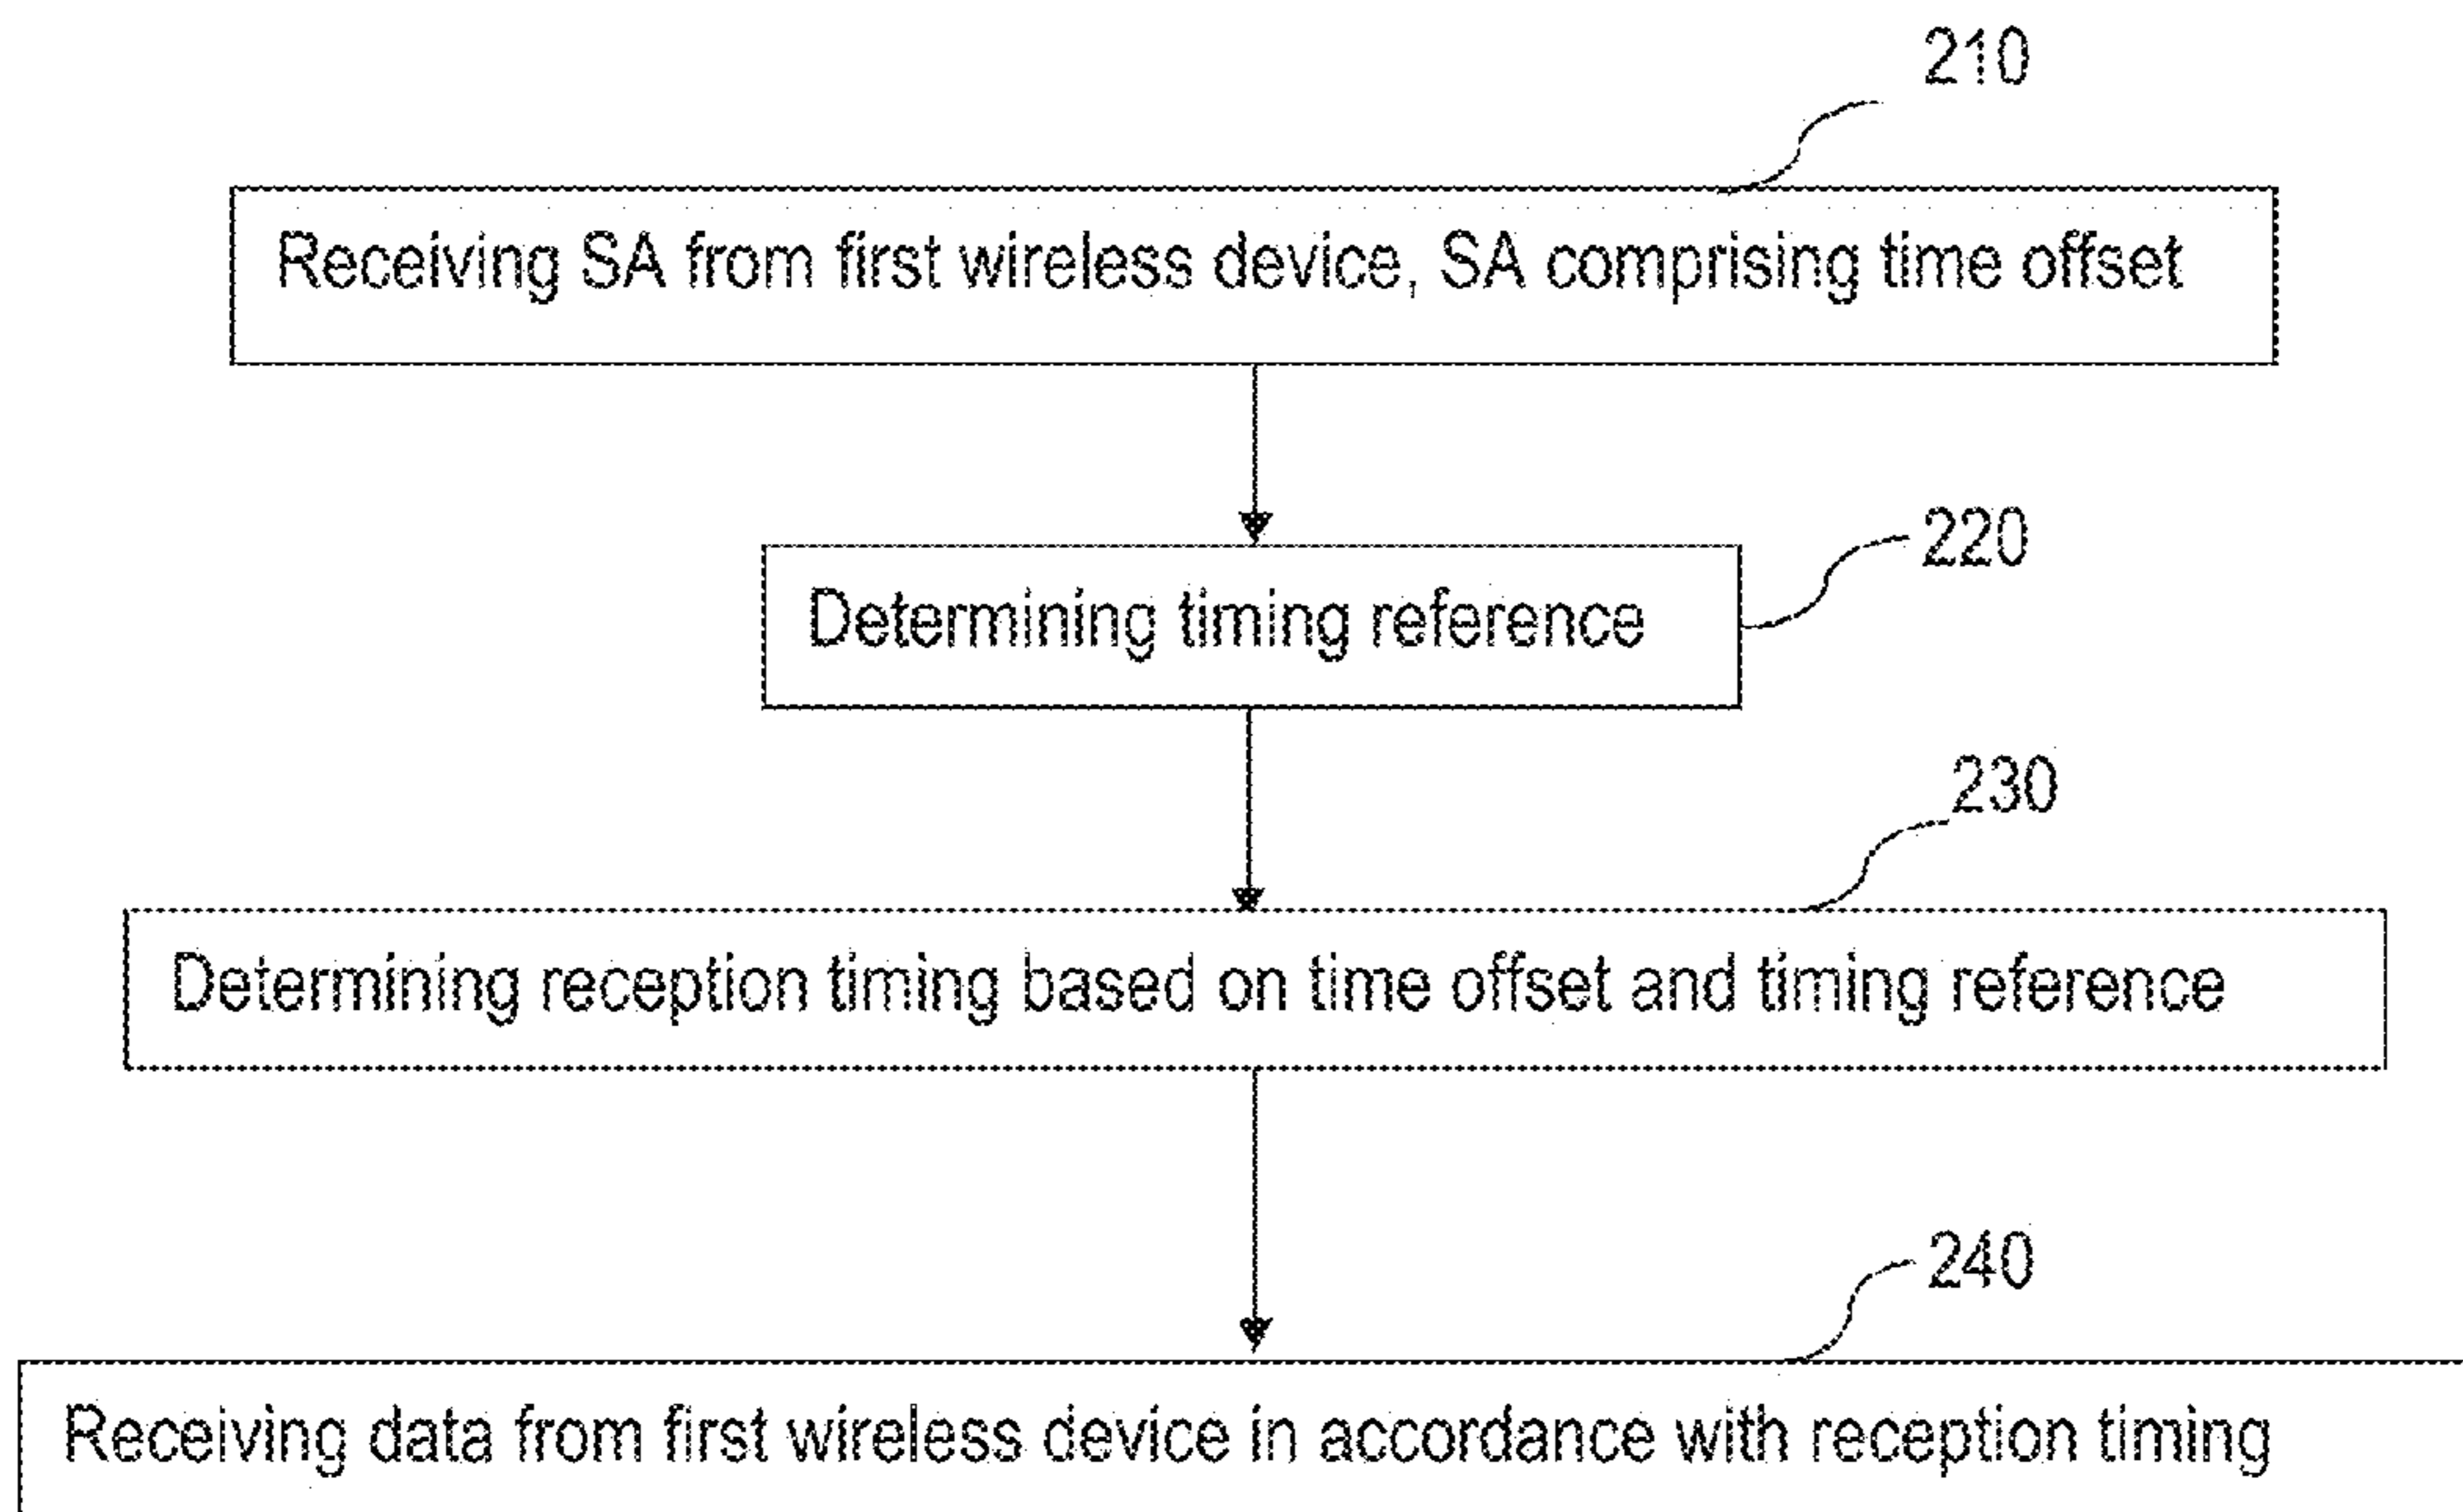 210
Receiving SA from first wireless device, SA comprising time offset
220
Determining timing reference
230
Determining reception timing based on time offset and timing reference
240
Receiving data from first wireless device in accordance with reception timing